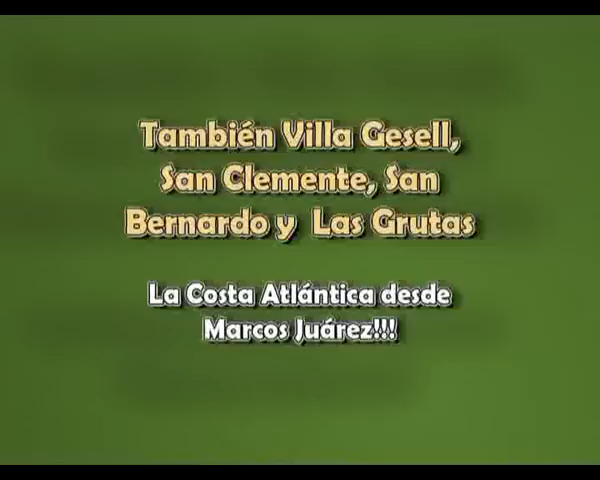 También Villa Gesell,
San Clemente, San
Bernardo y Las Grutas
La Costa Atlántica desde
Marcos Juárez!!!